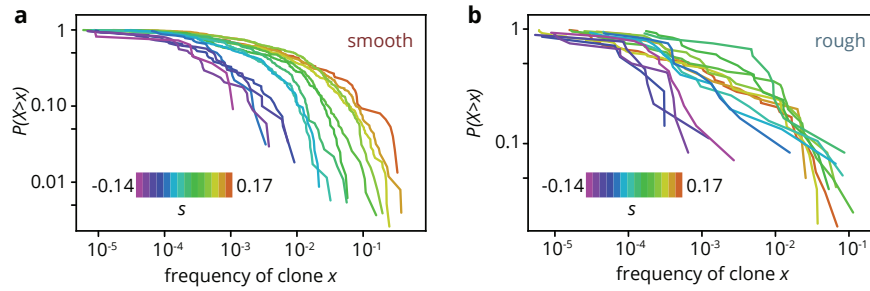 a
smooth
P(X>x)
1
0.10
0.01
-0.14
0.17
s
10-5
10-4
10-3
10-2
10-1
frequency of clone x
b
rough
P(X>x)
1
0.1
-0.14
0.17
s
10-5
10-4
10-3
10-2
10-1
frequency of clone x